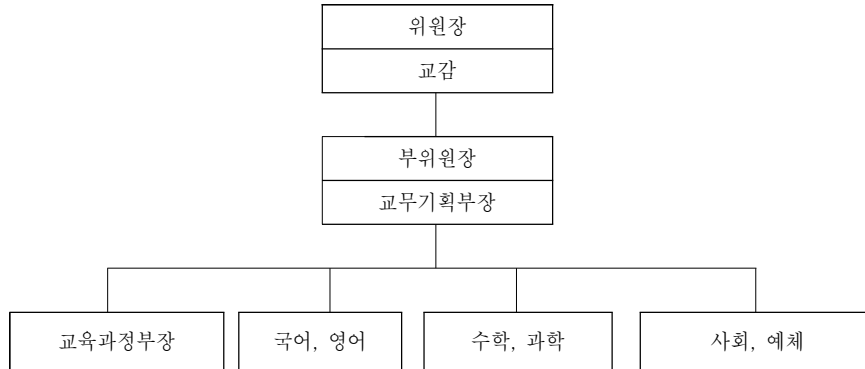 위원장
교감
부위원장
교무기획부장
교육과정부장
국어, 영어
수학, 과학
사회, 예체